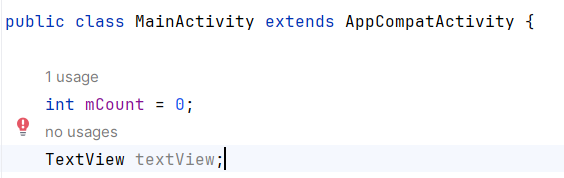 public class MainActivity extends AppCompatActivity {
1 usage
int mCount = 0;
no usages
TextView textView;